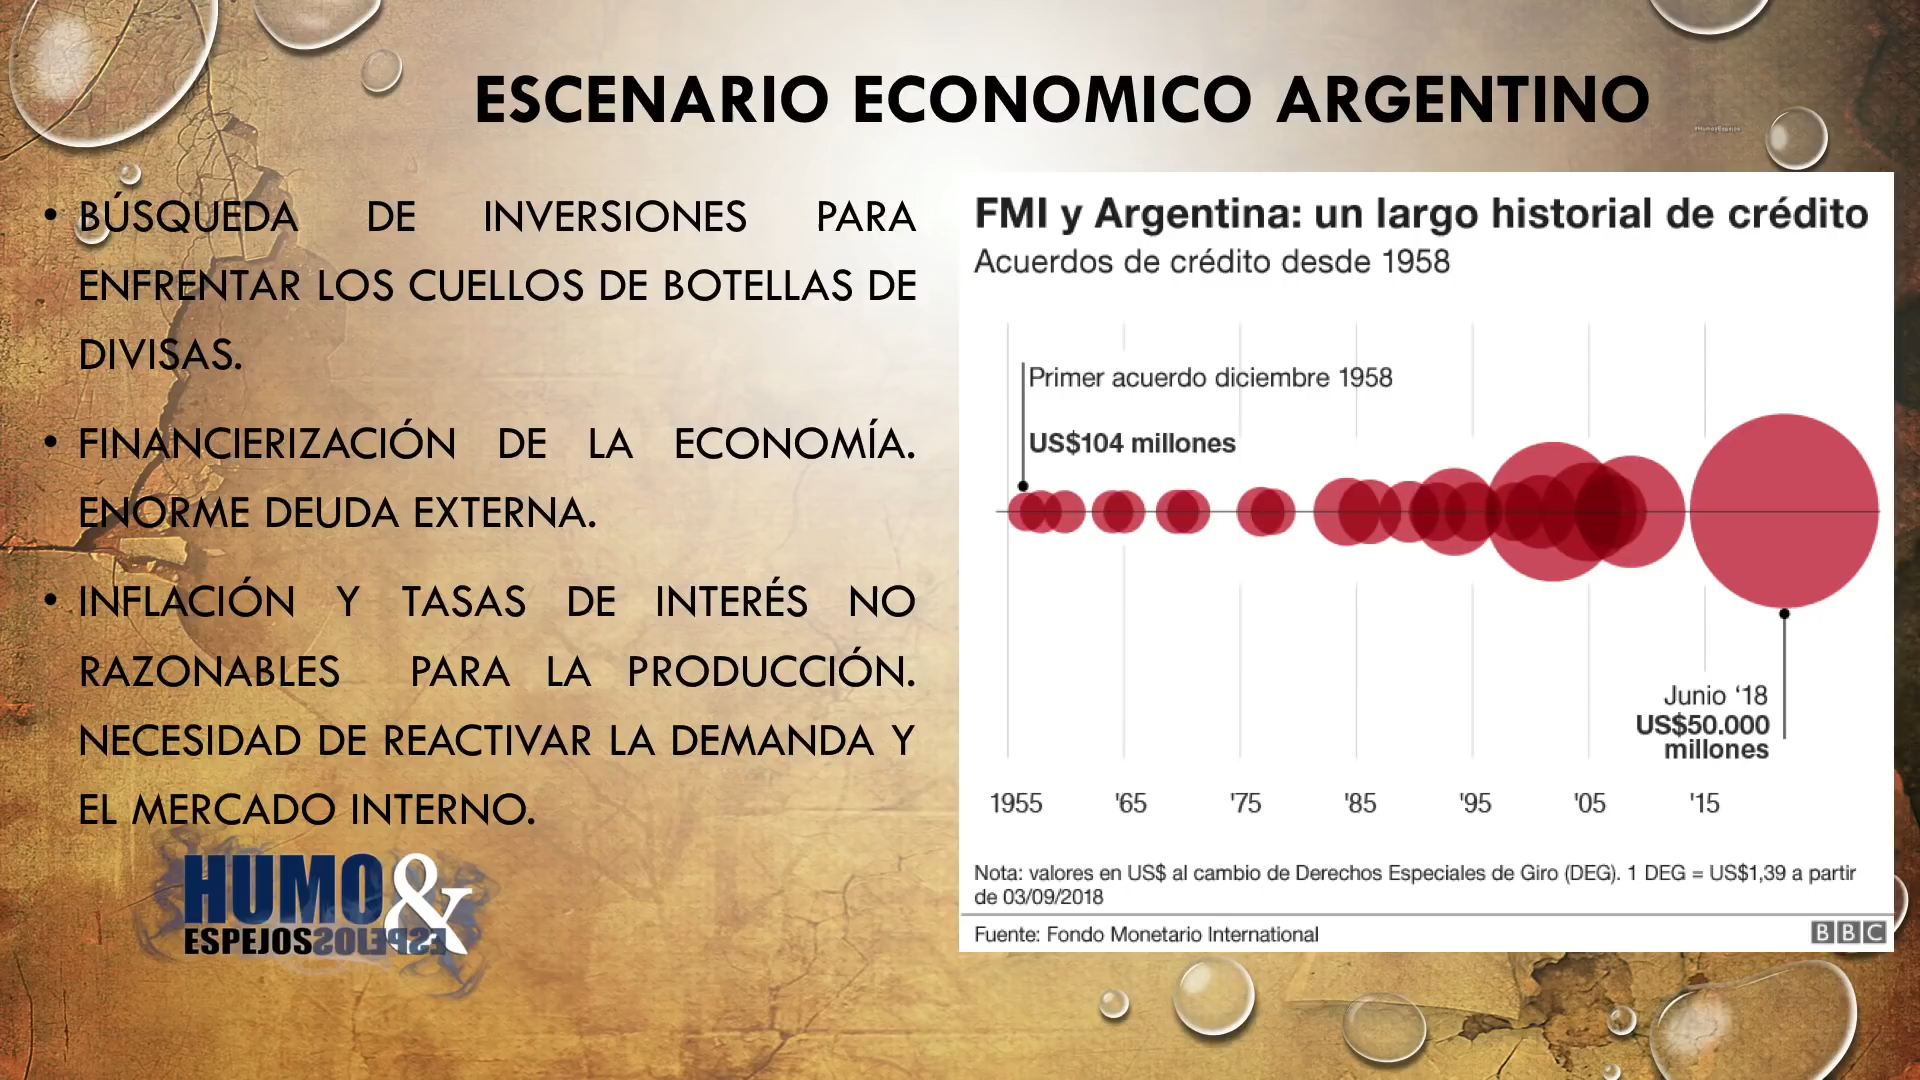 ESCENARIO ECONOMICO ARGENTINO
#HumoyEspejos
• BÚSQUEDA DE INVERSIONES PARA
ENFRENTAR LOS CUELLOS DE BOTELLAS DE
DIVISAS.
• FINANCIERIZACIÓN DE LA ECONOMÍA.
ENORME DEUDA EXTERNA.
• INFLACIÓN Y TASAS DE INTERÉS NO
RAZONABLES PARA LA PRODUCCIÓN.
NECESIDAD DE REACTIVAR LA DEMANDA Y
EL MERCADO INTERNO.
HUMO&
ESPEJOS ESPEJOS
FMI y Argentina: un largo historial de crédito
Acuerdos de crédito desde 1958
Primer acuerdo diciembre 1958
US$104 millones
Junio ‘18
US$50.000
millones
1955 '65 '75 '85 '95 '05 '15
Nota: valores en US$ al cambio de Derechos Especiales de Giro (DEG). 1 DEG = US$1,39 a partir
de 03/09/2018
Fuente: Fondo Monetario International
BBC